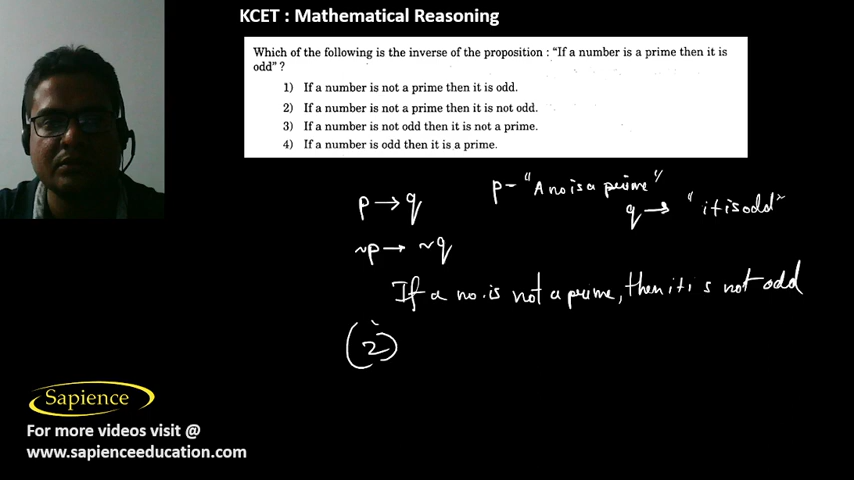 KCET : Mathematical Reasoning
Which of the following is the inverse of the proposition : “If a number is a prime then it is
odd” ?
1) If a number is not a prime then it is odd.
2) If a number is not a prime then it is not odd.
3) If a number is not odd then it is not a prime.
4) If a number is odd then it is a prime.
p – "A no is a prime"
p → q
q → "it is odd"
~p → ~q
If a no. is not a prime, then it is not odd
(2)
Sapience
For more videos visit @
www.sapienceeducation.com